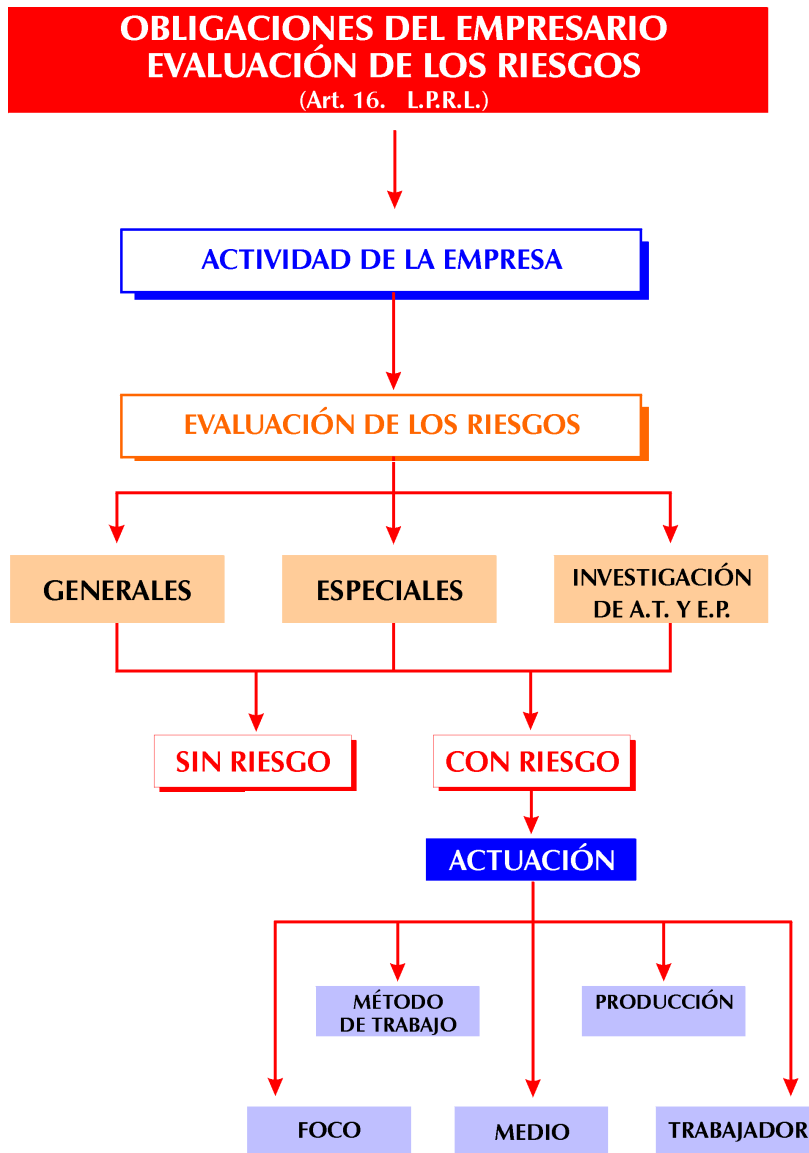 OBLIGACIONES DEL EMPRESARIO
EVALUACIÓN DE LOS RIESGOS
(Art. 16. L.P.R.L.)
ACTIVIDAD DE LA EMPRESA
EVALUACIÓN DE LOS RIESGOS
GENERALES
ESPECIALES
INVESTIGACIÓN
DE A.T. Y E.P.
SIN RIESGO
CON RIESGO
ACTUACIÓN
MÉTODO
DE TRABAJO
PRODUCCIÓN
FOCO
MEDIO
TRABAJADOR